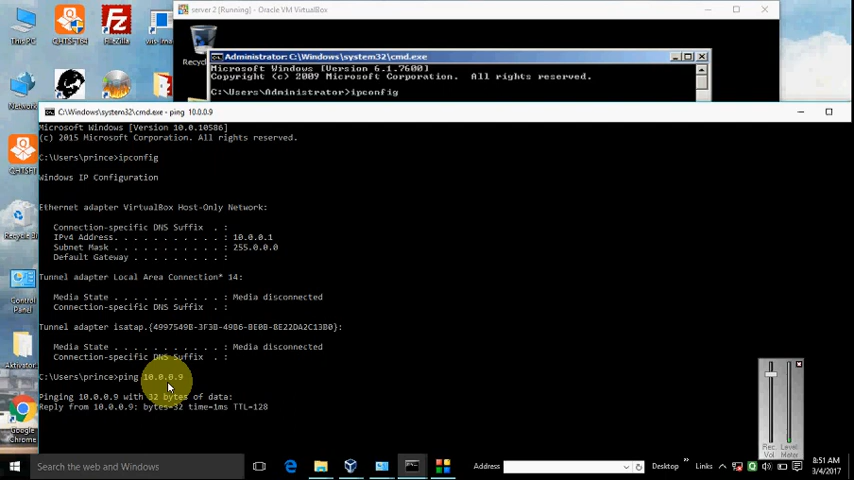 server 2 [Running] - Oracle VM VirtualBox
This PC
QHTSFT64
FileZilla
Administrator: C:\Windows\system32\cmd.exe
Microsoft Windows [Version 6.1.7600]
Copyright (c) 2009 Microsoft Corporation. All rights reserved.
C:\Users\Administrator>ipconfig
Network
C:\Windows\system32\cmd.exe - ping 10.0.0.9
Microsoft Windows [Version 10.0.10586]
(c) 2015 Microsoft Corporation. All rights reserved.
C:\Users\prince>ipconfig
Windows IP Configuration
Ethernet adapter VirtualBox Host-Only Network:
Connection-specific DNS Suffix . :
IPv4 Address. . . . . . . . . . . : 10.0.0.1
Subnet Mask . . . . . . . . . . . : 255.0.0.0
Default Gateway . . . . . . . . . :
Tunnel adapter Local Area Connection* 14:
Media State . . . . . . . . . . . : Media disconnected
Connection-specific DNS Suffix . :
Tunnel adapter isatap.{4997549B-3F3B-49B6-BE0B-8E22DA2C13B0}:
Media State . . . . . . . . . . . : Media disconnected
Connection-specific DNS Suffix . :
C:\Users\prince>ping 10.0.0.9
Pinging 10.0.0.9 with 32 bytes of data:
Reply from 10.0.0.9: bytes=32 time=1ms TTL=128
Control
Panel
Google
Chrome
Rec. Vol
Level Meter
Search the web and Windows
Address
Desktop
Links
8:51 AM
3/4/2017